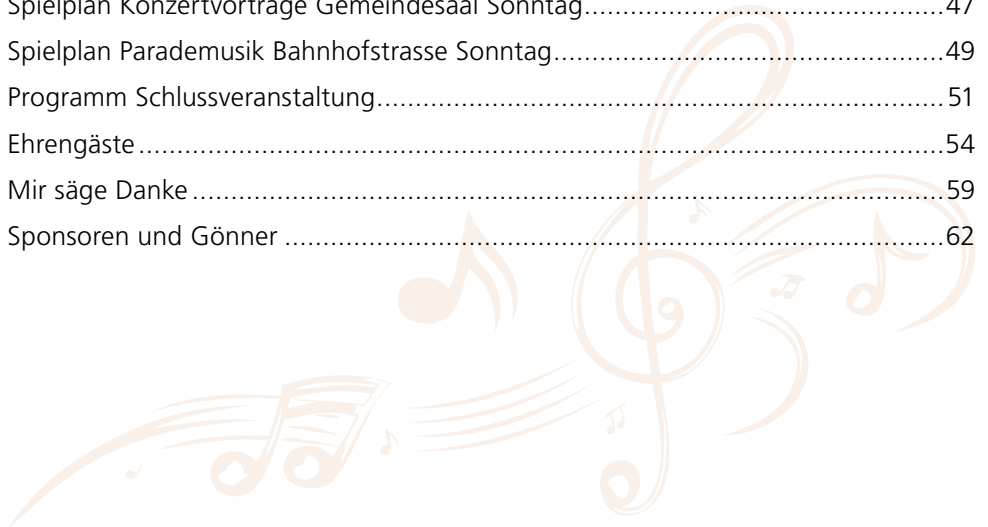 Spielplan Konzertvorträge Gemeindesaal Sonntag....................................................47
Spielplan Parademusik Bahnhofstrasse Sonntag........................................................49
Programm Schlussveranstaltung.................................................................................51
Ehrengäste....................................................................................................................54
Mir säge Danke.............................................................................................................59
Sponsoren und Gönner................................................................................................62